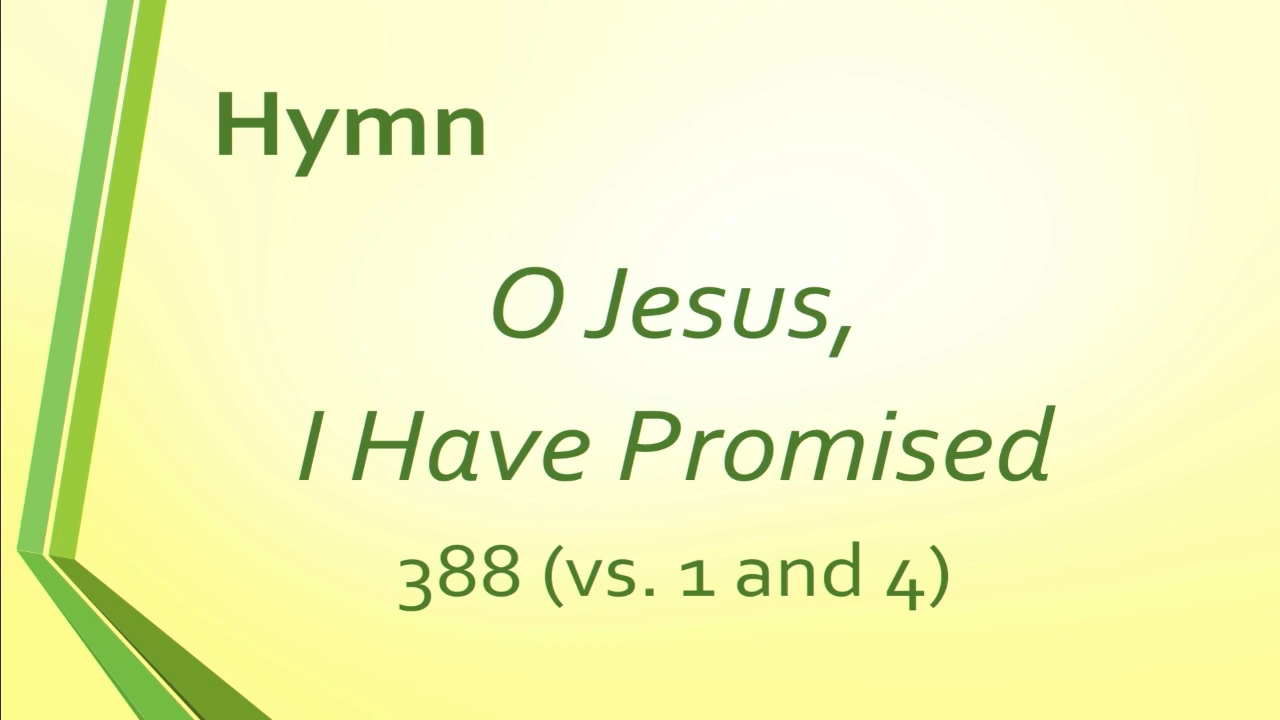 Hymn
O Jesus,
I Have Promised
388 (vs. 1 and 4)